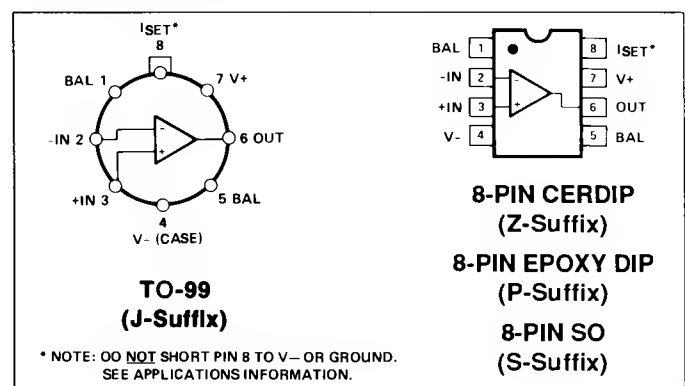 ISET*
8
BAL 1
7 V+
-IN 2
-
+
6 OUT
+IN 3
5 BAL
4
V- (CASE)
TO-99
(J-Suffix)
* NOTE: OO NOT SHORT PIN 8 TO V— OR GROUND.
SEE APPLICATIONS INFORMATION.
BAL 1
8 ISET*
-IN 2
-
7 V+
+IN 3
+
6 OUT
V- 4
5 BAL
8-PIN CERDIP
(Z-Suffix)
8-PIN EPOXY DIP
(P-Suffix)
8-PIN SO
(S-Suffix)